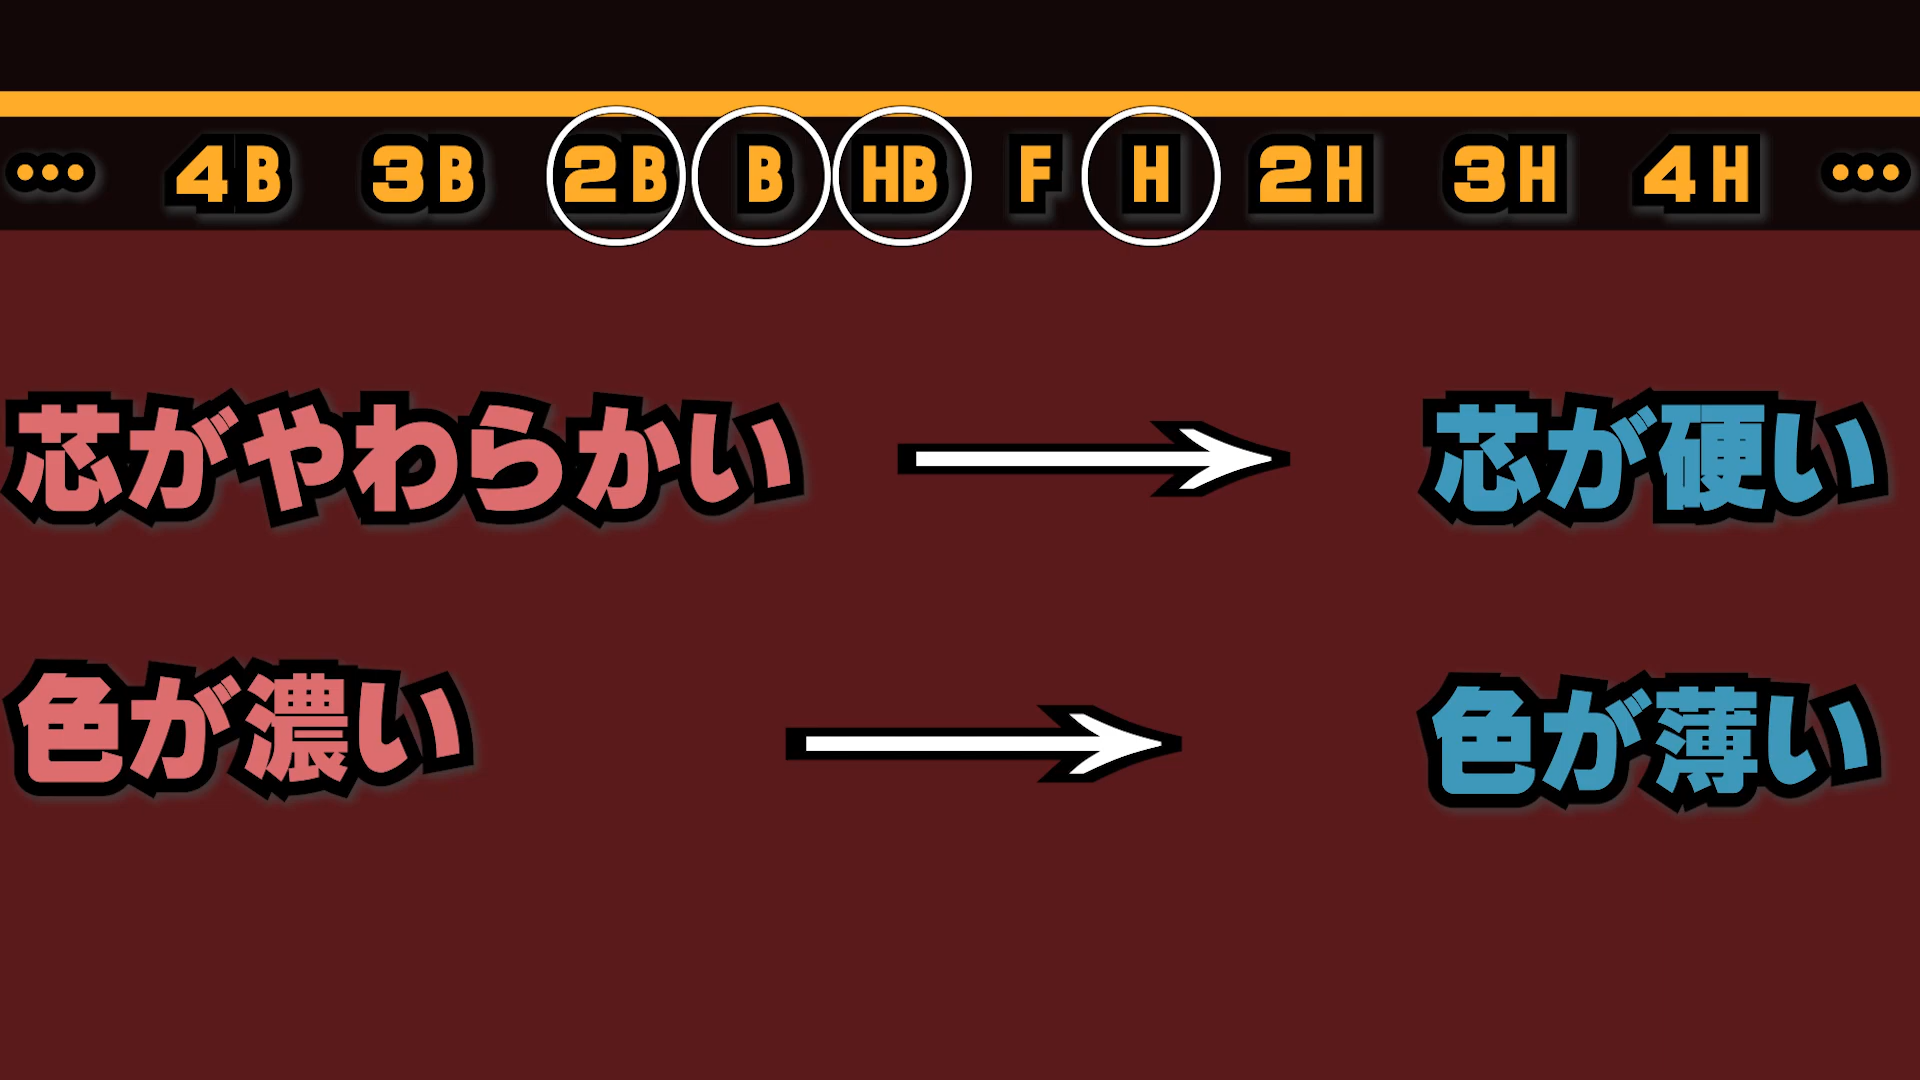 … 4B 3B 2B B HB F H 2H 3H 4H …
芯がやわらかい → 芯が硬い
色が濃い → 色が薄い